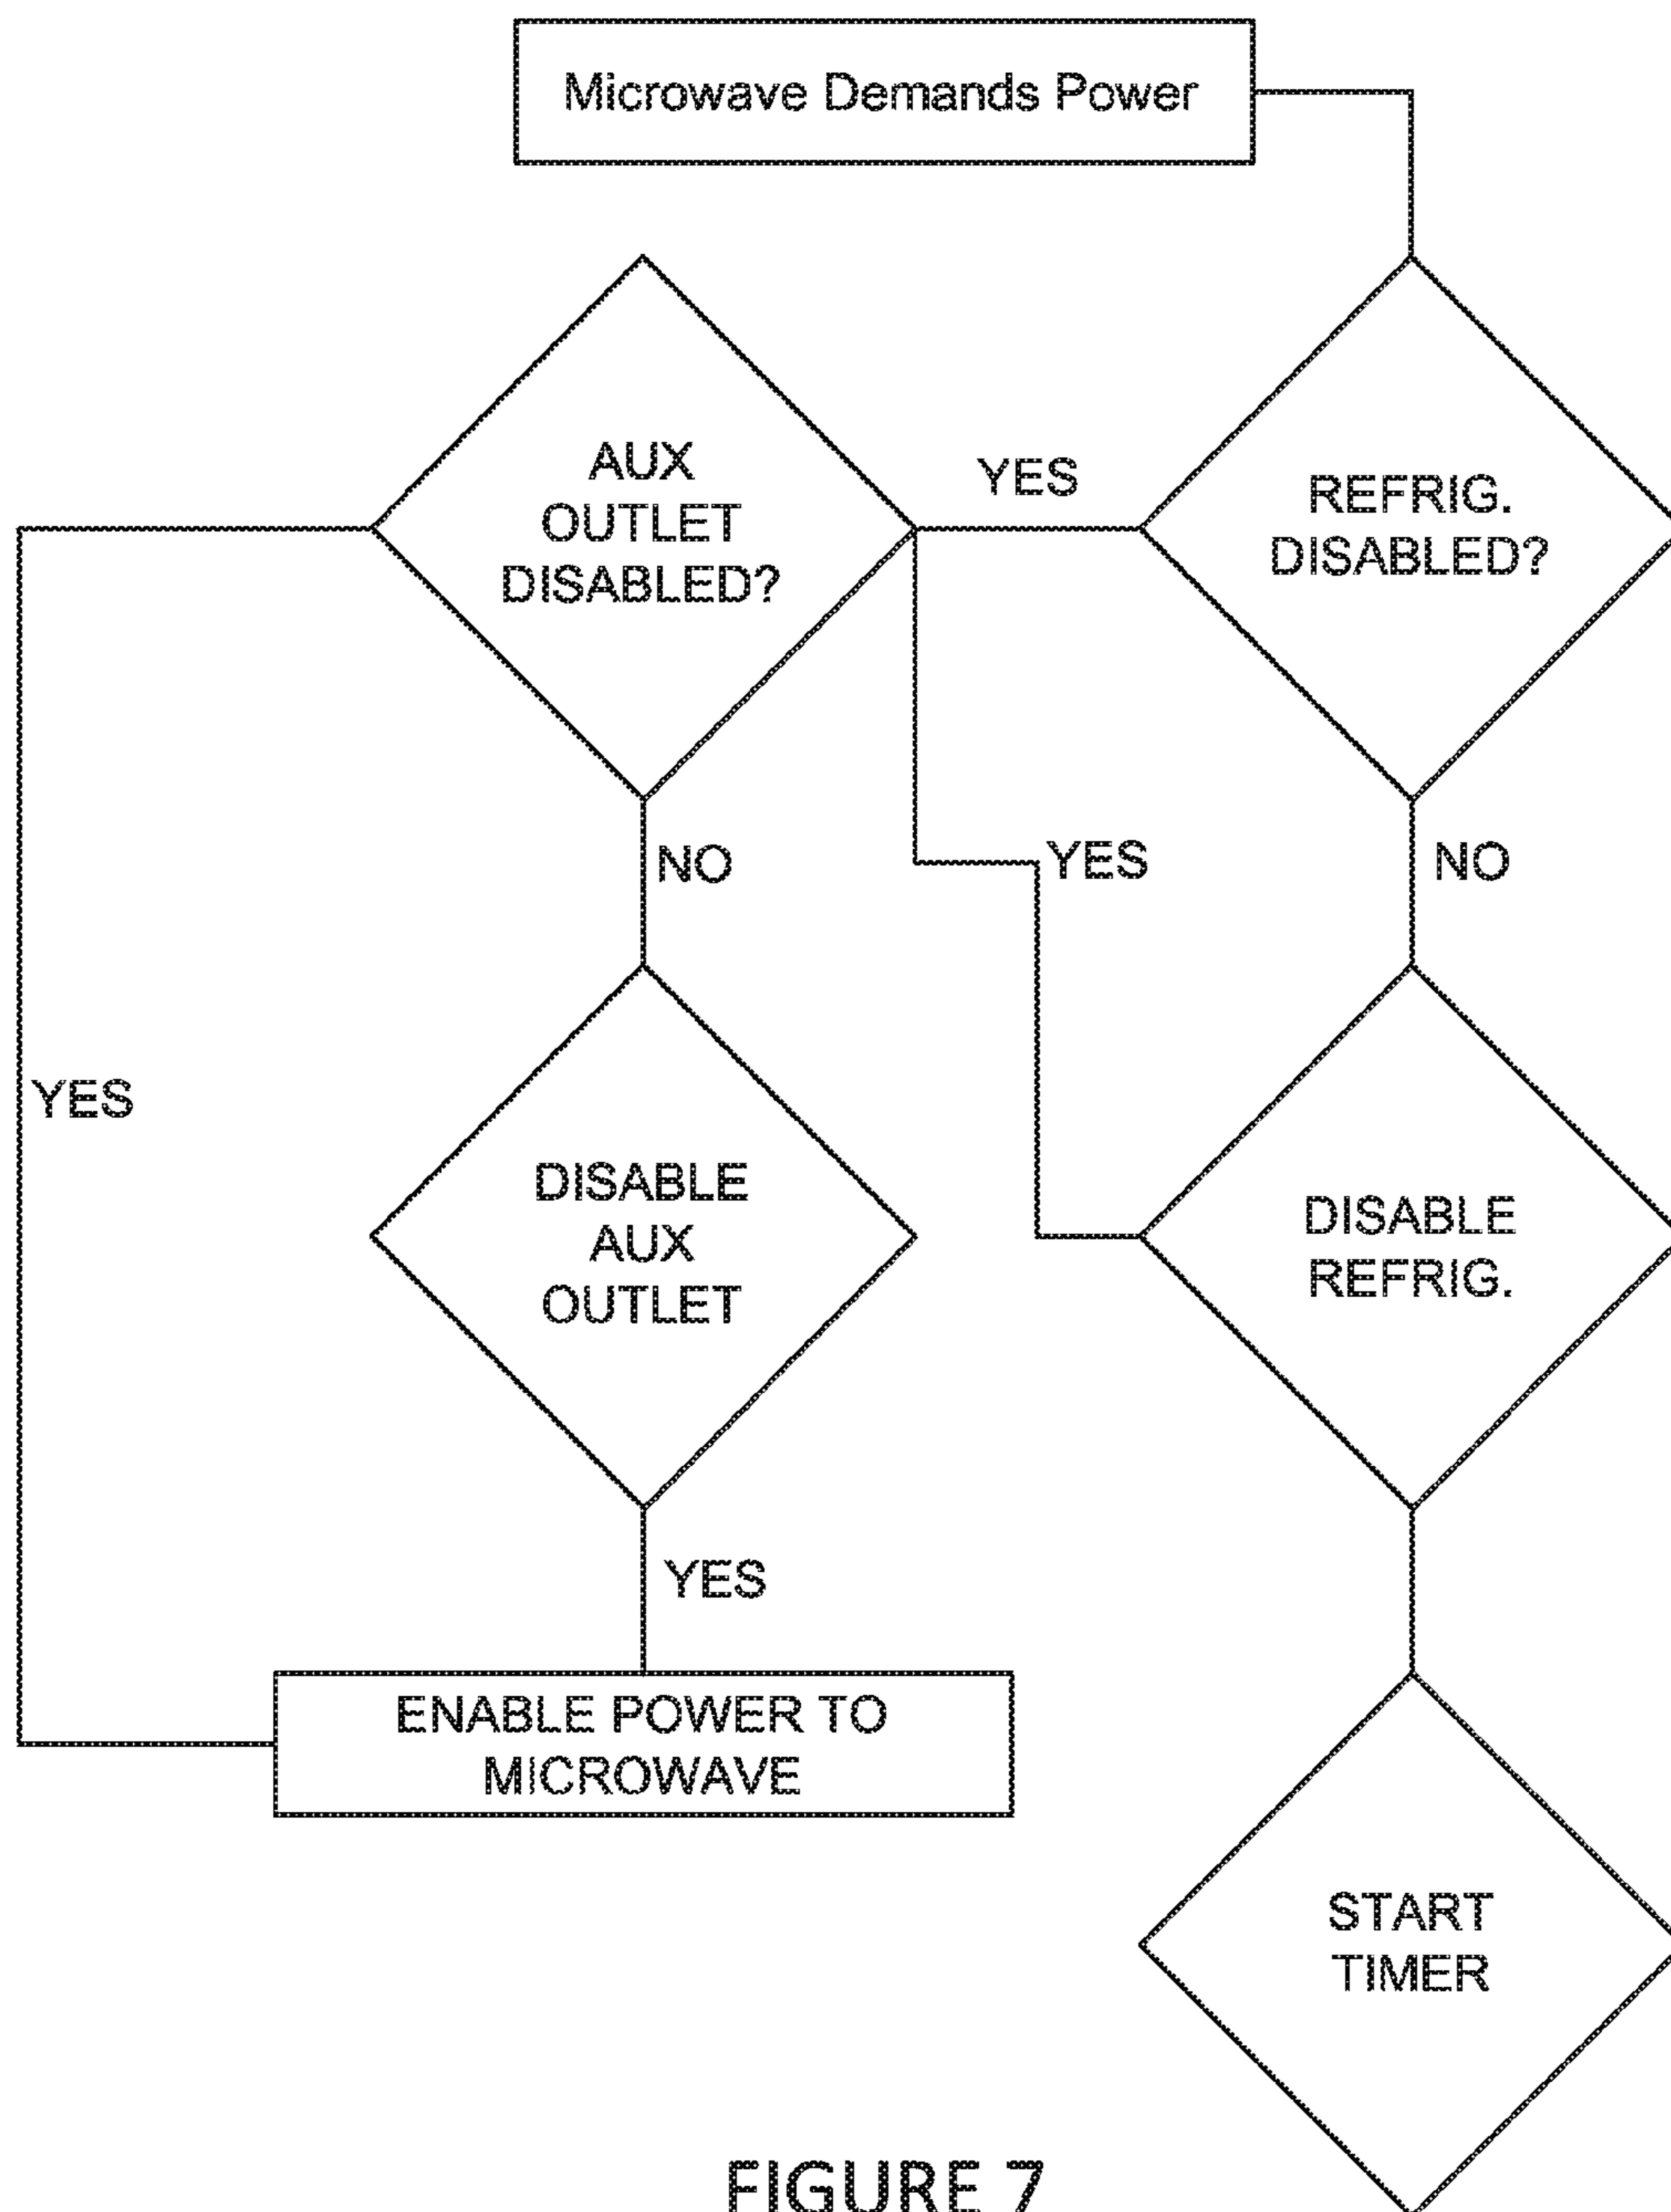 Microwave Demands Power
AUX
OUTLET
DISABLED?
YES
REFRIG.
DISABLED?
NO
YES
NO
YES
DISABLE
AUX
OUTLET
DISABLE
REFRIG.
YES
ENABLE POWER TO
MICROWAVE
START
TIMER
FIGURE 7